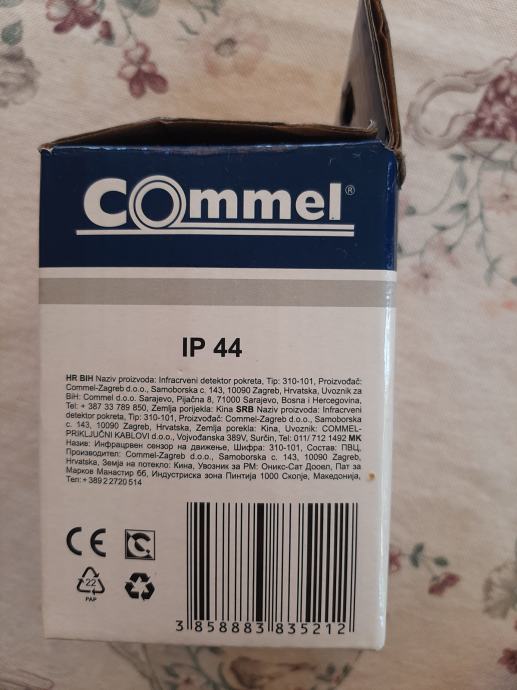 Commel®
IP 44
HR BIH Naziv proizvoda: Infracrveni detektor pokreta, Tip: 310-101, Proizvođač:
Commel-Zagreb d.o.o., Samoborska c. 143, 10090 Zagreb, Hrvatska, Uvoznik za
BiH: Commel d.o.o. Sarajevo, Pijačna 8, 71000 Sarajevo, Bosna i Hercegovina,
Tel: + 387 33 789 850, Zemlja porijekla: Kina SRB Naziv proizvoda: Infracrveni
detektor pokreta, Tip: 310-101, Proizvođač: Commel-Zagreb d.o.o., Samoborska
c. 143, 10090 Zagreb, Hrvatska, Zemlja porekla: Kina, Uvoznik: COMMEL-
PRIKLJUČNI KABLOVI d.o.o., Vojvođanska 389V, Surčin, Tel: 011/ 712 1492 MK
Назив: Инфрацрвен сензор на движење, Шифра: 310-101, Состав: ПВЦ,
Производител: Commel-Zagreb d.o.o., Samoborska c. 143, 10090 Zagreb,
Hrvatska, Земја на потекло: Кина, Увозник за РМ: Оникс-Сат Дооел, Пат за
Марков Манастир бб, Индустриска зона Пинтија 1000 Скопје, Македонија,
Тел: +389 2 2720 514
CE
22
PAP
3 858883 835212